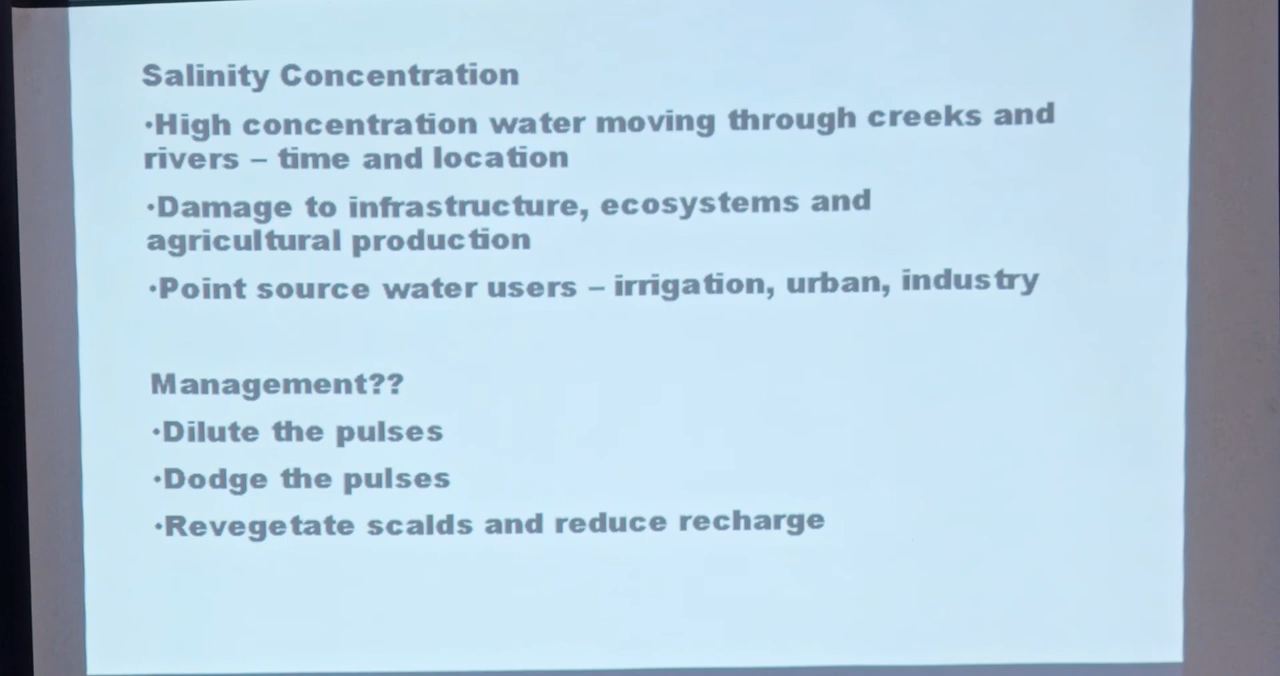 Salinity Concentration
•High concentration water moving through creeks and
rivers – time and location
•Damage to infrastructure, ecosystems and
agricultural production
•Point source water users – irrigation, urban, industry
Management??
•Dilute the pulses
•Dodge the pulses
•Revegetate scalds and reduce recharge